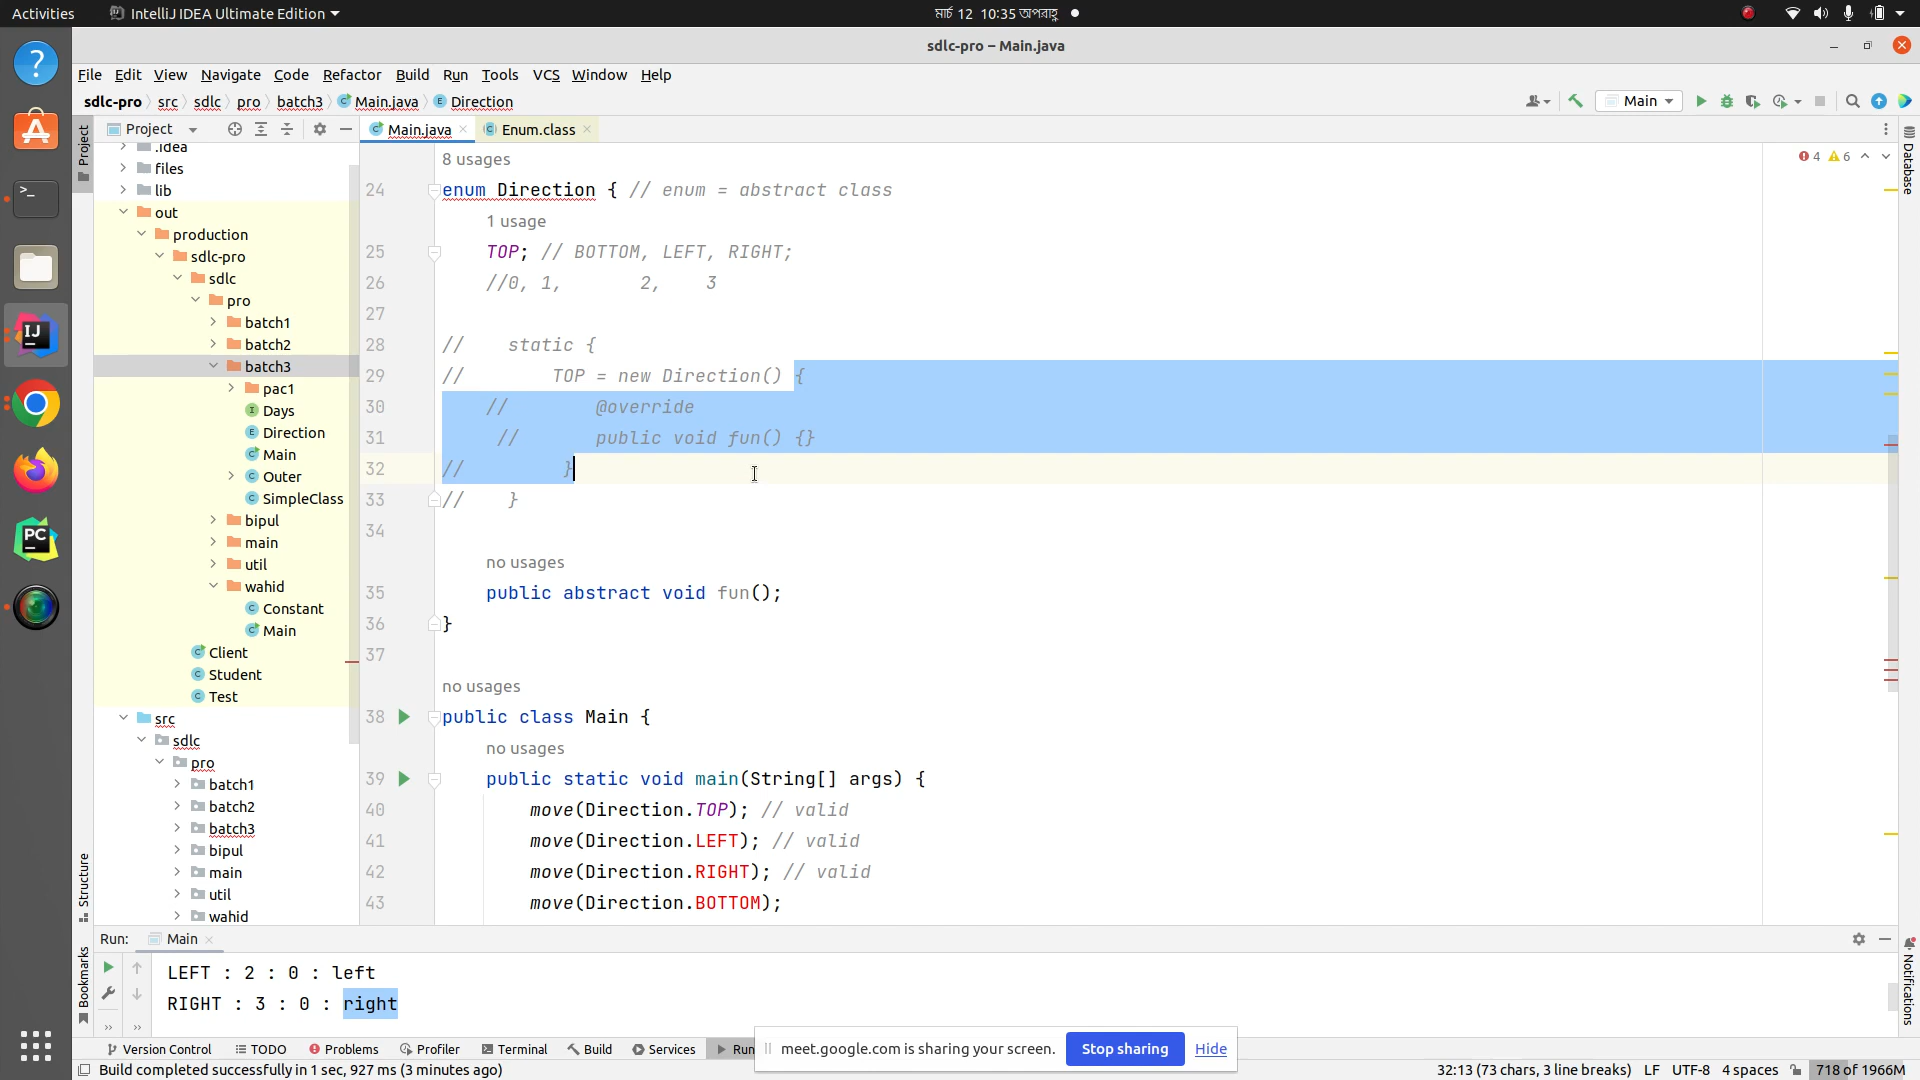 Activities IntelliJ IDEA Ultimate Edition মার্চ 12 10:35 অপরাহ্ণ
sdlc-pro – Main.java
File Edit View Navigate Code Refactor Build Run Tools VCS Window Help
sdlc-pro src sdlc pro batch3 Main.java Direction Main
Project Main.java Enum.class
Project
Structure
Bookmarks
.idea
files
lib
out
production
sdlc-pro
sdlc
pro
batch1
batch2
batch3
pac1
Days
Direction
Main
Outer
SimpleClass
bipul
main
util
wahid
Constant
Main
Client
Student
Test
src
sdlc
pro
batch1
batch2
batch3
bipul
main
util
wahid
8 usages
4 6
24 enum Direction { // enum = abstract class
1 usage
25 TOP; // BOTTOM, LEFT, RIGHT;
26 //0, 1, 2, 3
27
28 // static {
29 // TOP = new Direction() {
30 // @override
31 // public void fun() {}
32 // }
33 // }
34
no usages
35 public abstract void fun();
36 }
37
no usages
38 public class Main {
no usages
39 public static void main(String[] args) {
40 move(Direction.TOP); // valid
41 move(Direction.LEFT); // valid
42 move(Direction.RIGHT); // valid
43 move(Direction.BOTTOM);
Database
Notifications
Run: Main
LEFT : 2 : 0 : left
RIGHT : 3 : 0 : right
meet.google.com is sharing your screen. Stop sharing Hide
Version Control TODO Problems Profiler Terminal Build Services Run
Build completed successfully in 1 sec, 927 ms (3 minutes ago) 32:13 (73 chars, 3 line breaks) LF UTF-8 4 spaces 718 of 1966M